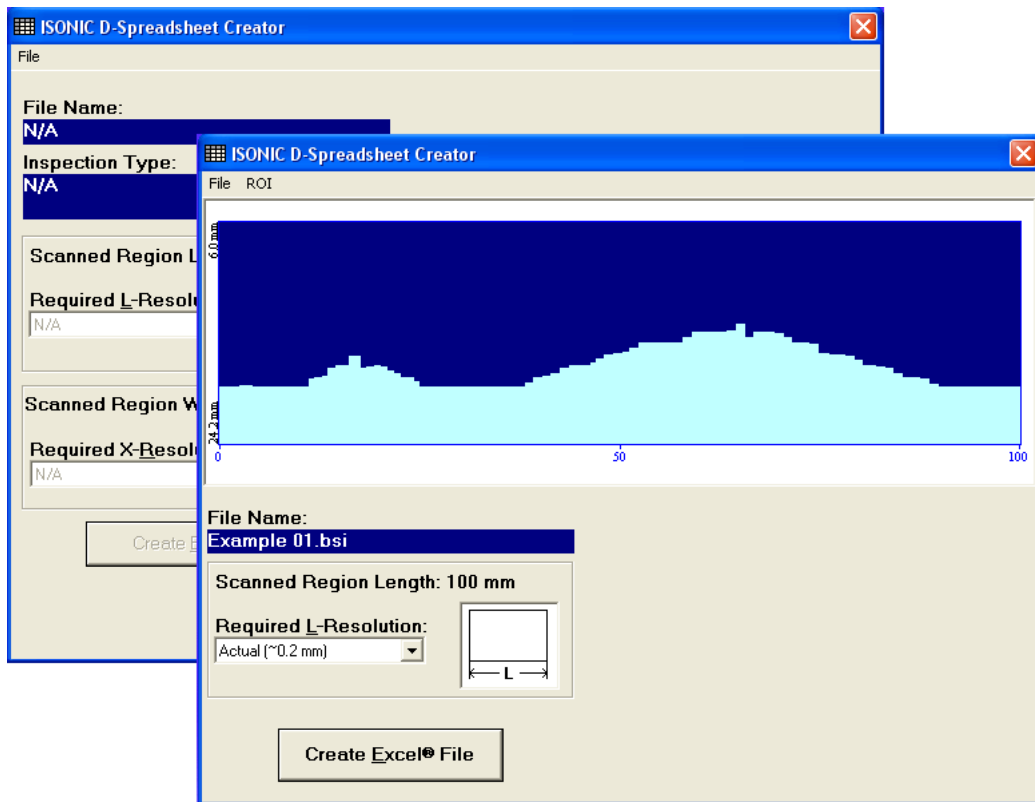 ISONIC D-Spreadsheet Creator
File
File Name:
N/A
Inspection Type:
N/A
Scanned Region L
Required L-Resolu
N/A
Scanned Region W
Required X-Resolu
N/A
Create E
ISONIC D-Spreadsheet Creator
File ROI
6.0 mm
24.2 mm
0 50 100
File Name:
Example 01.bsi
Scanned Region Length: 100 mm
Required L-Resolution:
Actual (~0.2 mm)
L
Create Excel® File